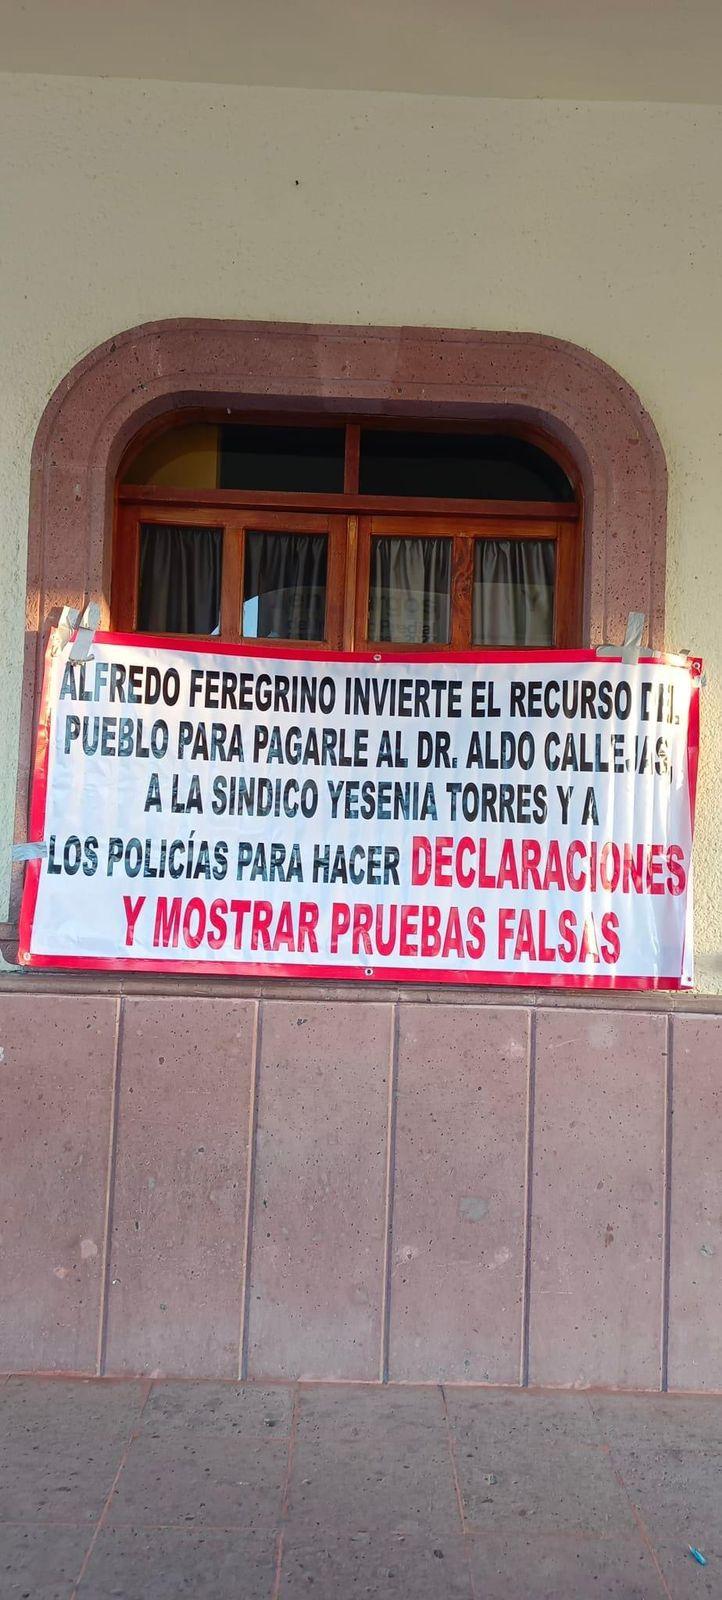 ALFREDO FEREGRINO INVIERTE EL RECURSO DEL
PUEBLO PARA PAGARLE AL DR. ALDO CALLEJAS,
A LA SINDICO YESENIA TORRES Y A
LOS POLICÍAS PARA HACER DECLARACIONES
Y MOSTRAR PRUEBAS FALSAS